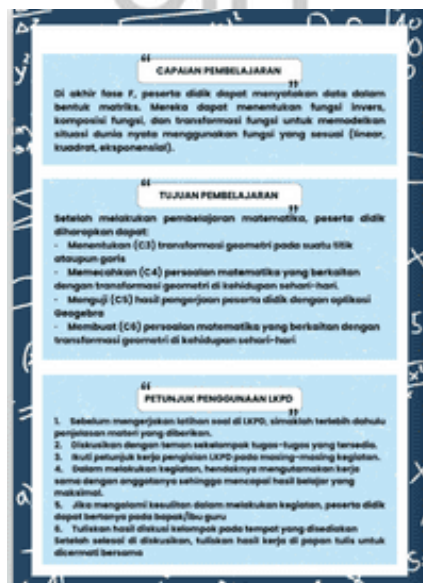 CAPAIAN PEMBELAJARAN
Di akhir fase F, peserta didik dapat menyatakan data dalam
bentuk matriks. Mereka dapat menentukan fungsi invers,
komposisi fungsi, dan transformasi fungsi untuk memodelkan
situasi dunia nyata menggunakan fungsi yang sesuai (linear,
kuadrat, eksponensial).
TUJUAN PEMBELAJARAN
Setelah melakukan pembelajaran matematika, peserta didik
diharapkan dapat:
- Menentukan (C3) transformasi geometri pada suatu titik
ataupun garis
- Memecahkan (C4) persoalan matematika yang berkaitan
dengan transformasi geometri di kehidupan sehari-hari.
- Menguji (C5) hasil pengerjaan peserta didik dengan aplikasi
Geogebra
- Membuat (C6) persoalan matematika yang berkaitan dengan
transformasi geometri di kehidupan sehari-hari
PETUNJUK PENGGUNAAN LKPD
1. Sebelum mengerjakan latihan soal di LKPD, simaklah terlebih dahulu
penjelasan materi yang diberikan.
2. Diskusikan dengan teman sekelompok tugas-tugas yang tersedia.
3. Ikuti petunjuk kerja pengisian LKPD pada masing-masing kegiatan.
4. Dalam melakukan kegiatan, hendaknya mengutamakan kerja
sama dengan anggotanya sehingga mencapai hasil belajar yang
maksimal.
5. Jika mengalami kesulitan dalam melakukan kegiatan, peserta didik
dapat bertanya pada bapak/ibu guru
6. Tuliskan hasil diskusi kelompok pada tempat yang disediakan
Setelah selesai di diskusikan, tuliskan hasil kerja di papan tulis untuk
dicermati bersama